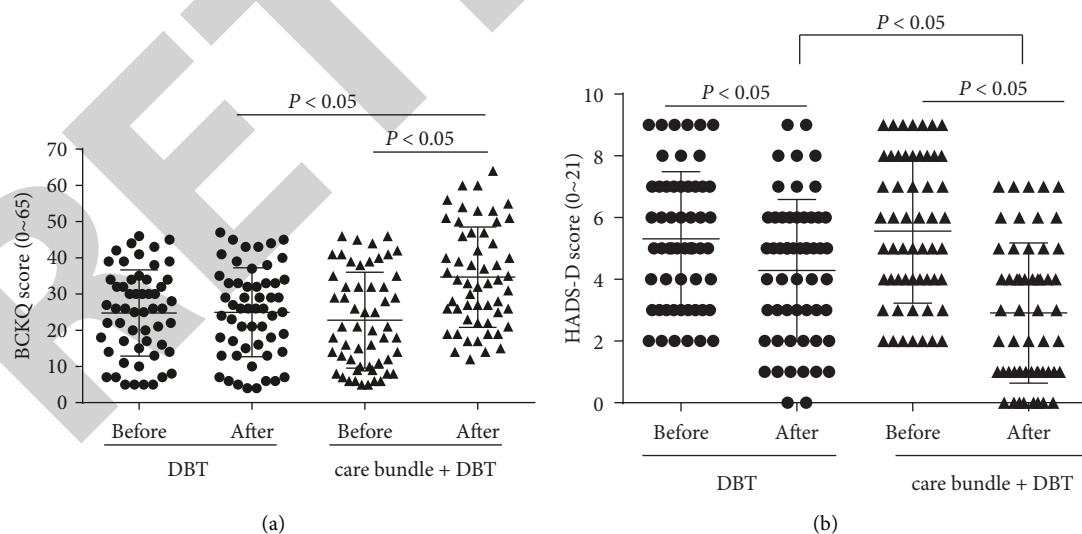 P < 0.05
P < 0.05
BCKQ score (0~65)
70
60
50
40
30
20
10
0
Before
After
Before
After
DBT
care bundle + DBT
(a)
P < 0.05
P < 0.05
P < 0.05
HADS-D score (0~21)
10
8
6
4
2
0
Before
After
Before
After
DBT
care bundle + DBT
(b)